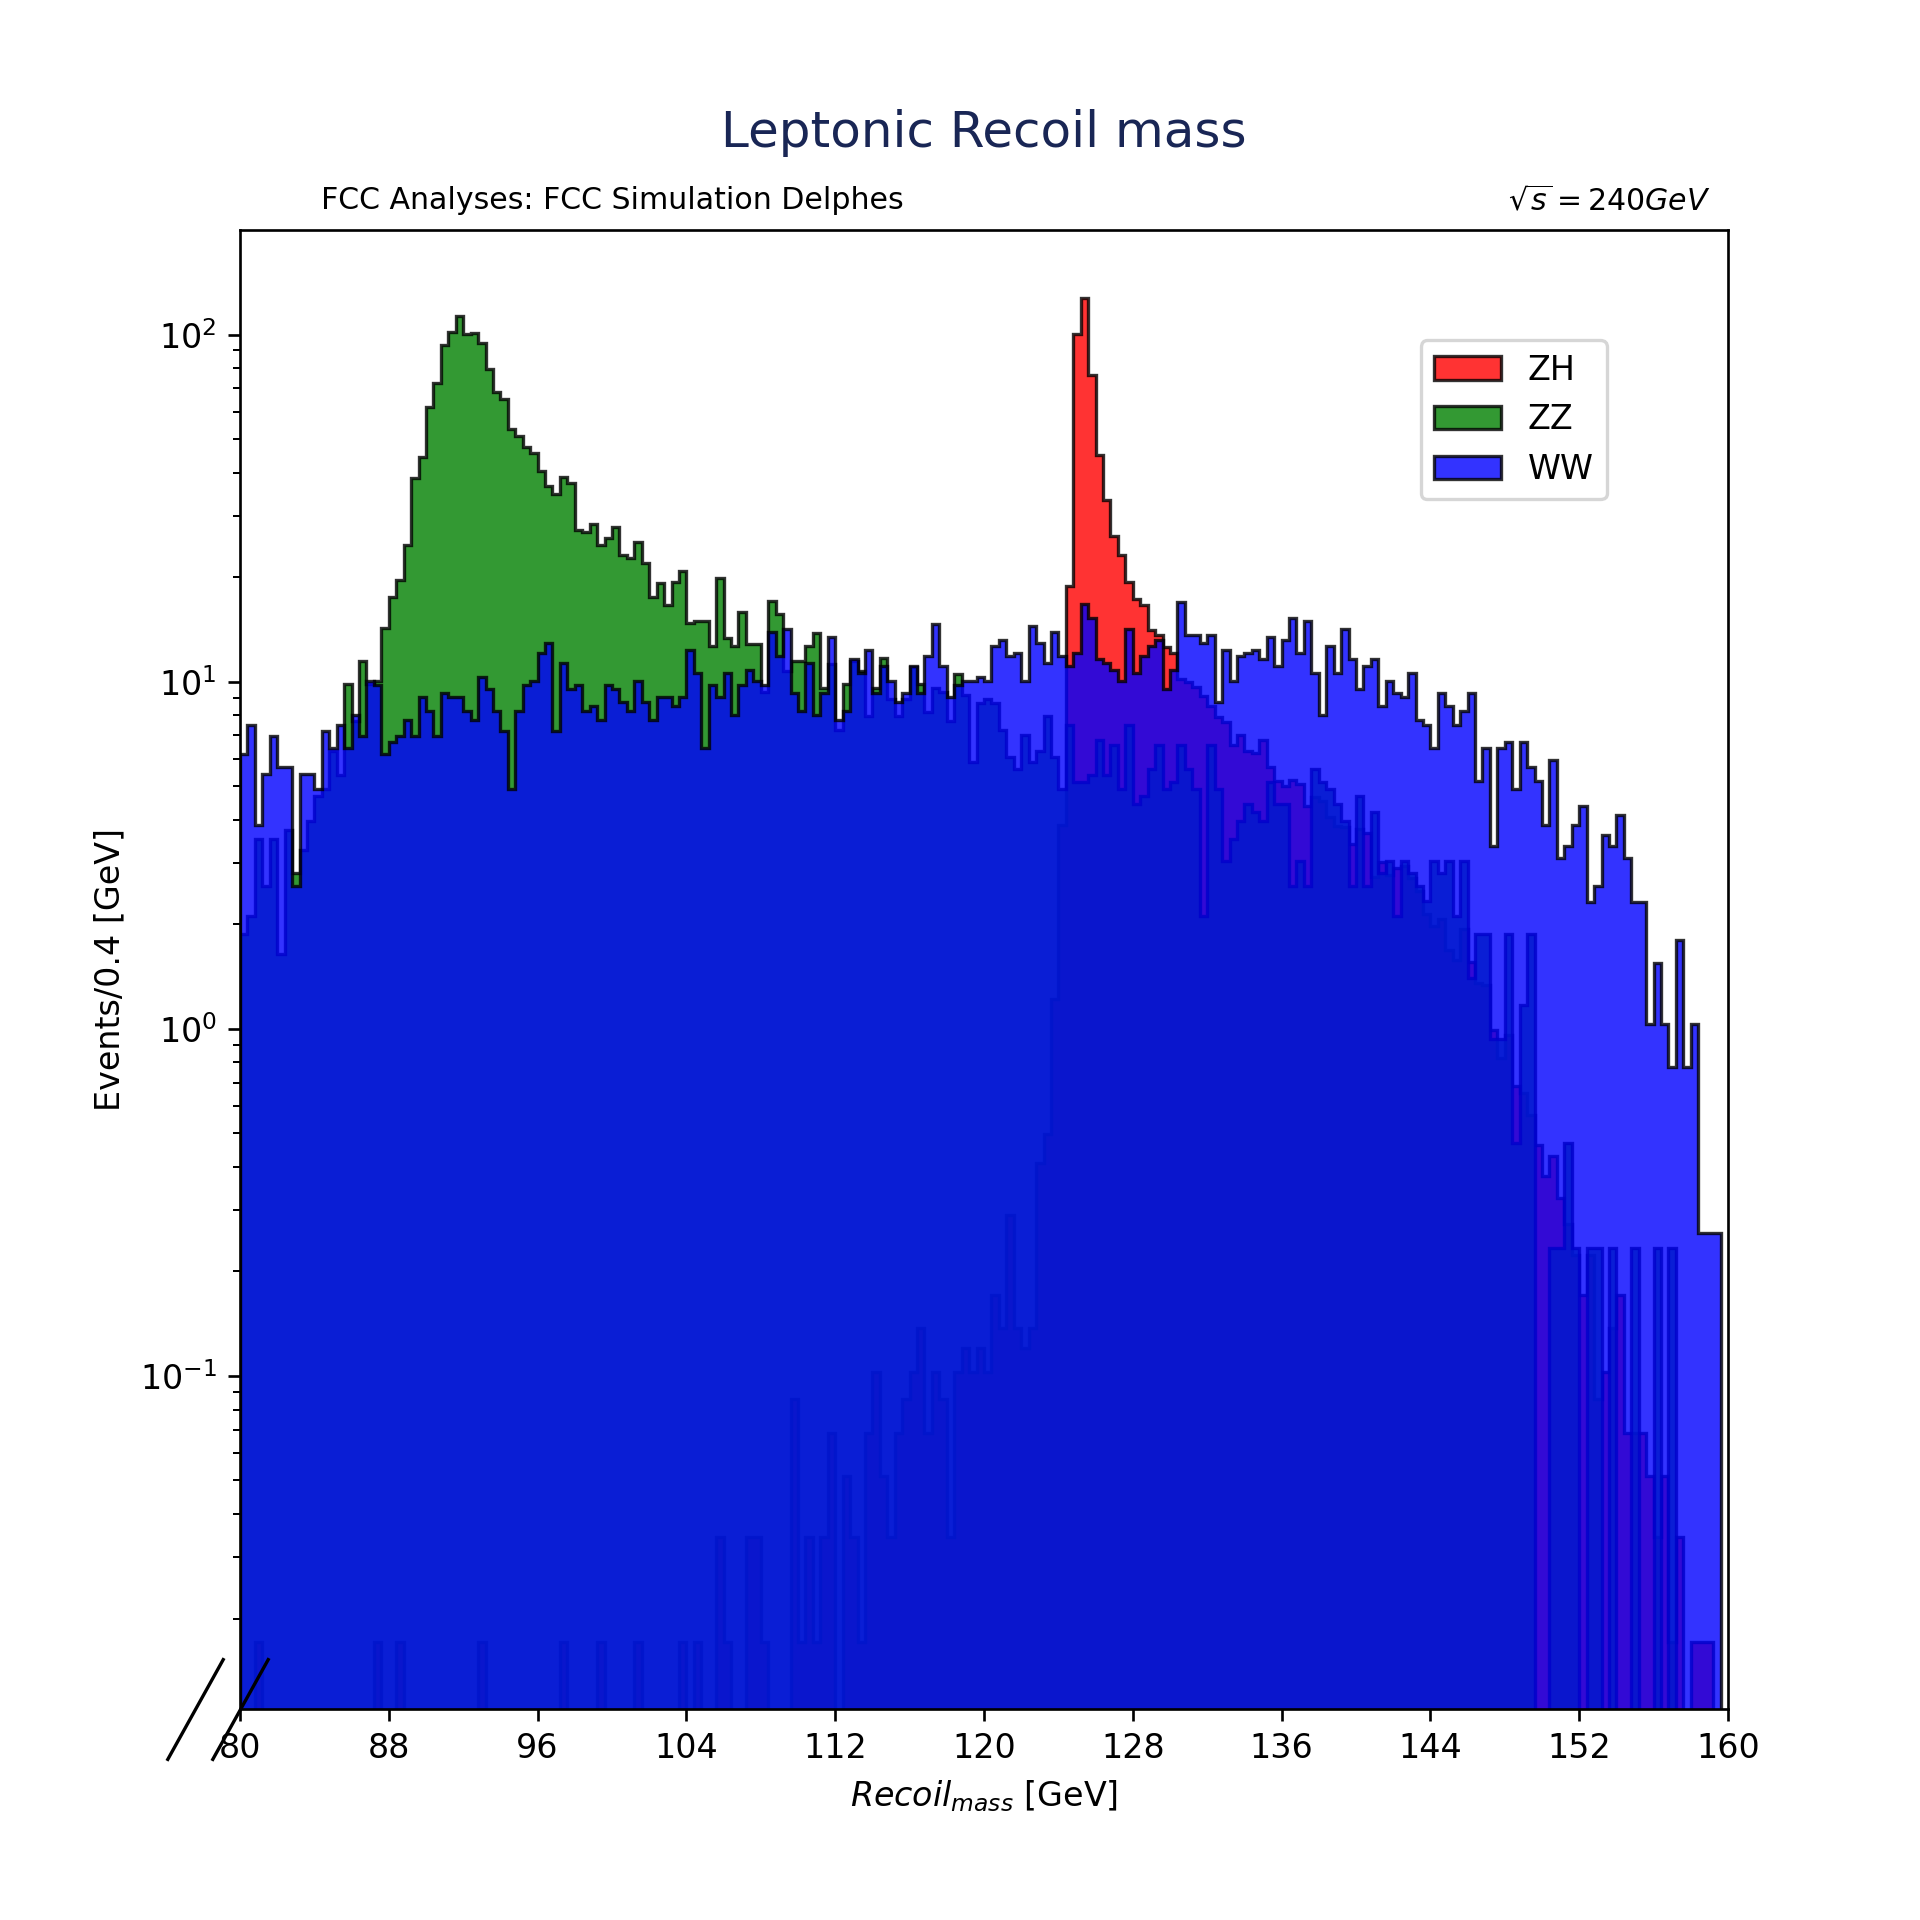 Leptonic Recoil mass
FCC Analyses: FCC Simulation Delphes
√s = 240GeV
10²
10¹
10⁰
10⁻¹
Events/0.4 [GeV]
ZH
ZZ
WW
80 88 96 104 112 120 128 136 144 152 160
Recoil_mass [GeV]